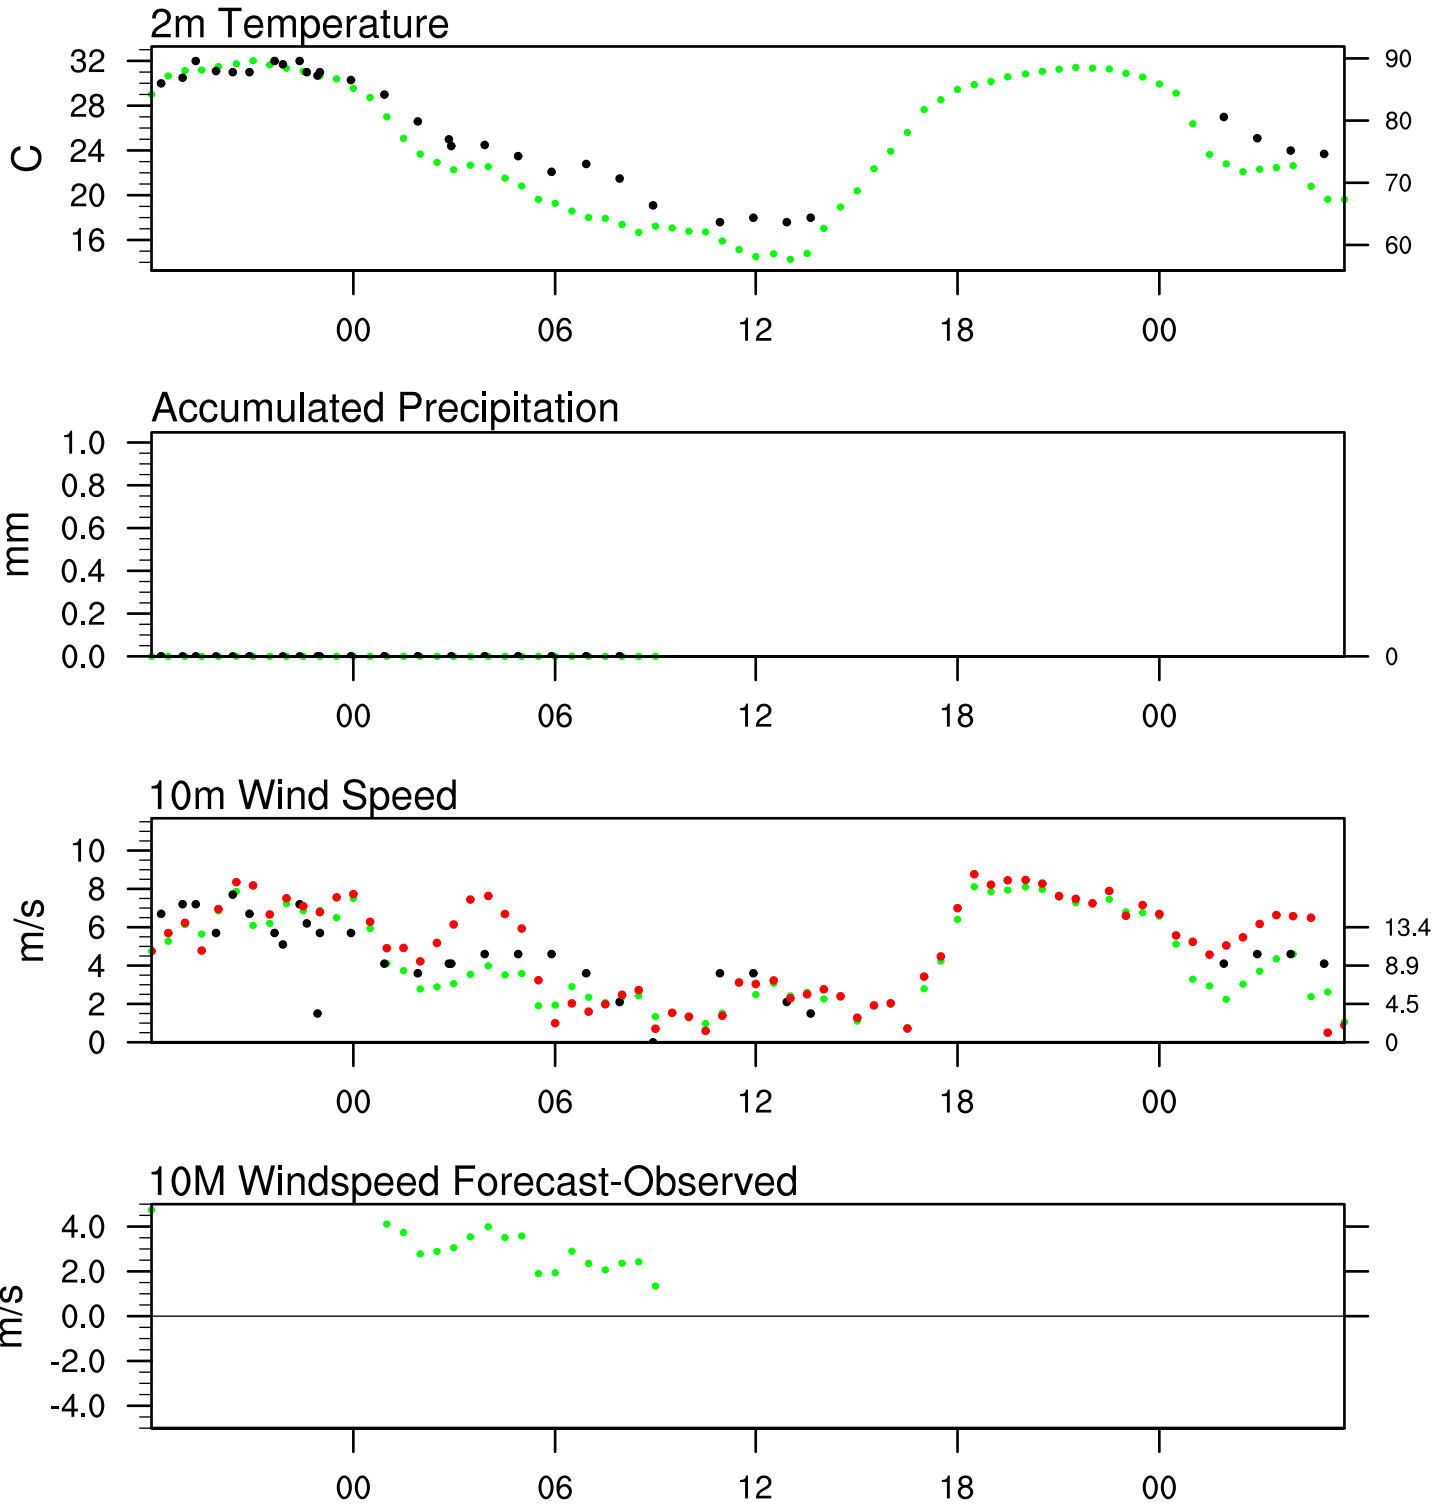 2m Temperature
32 90
28 80
24
C
20 70
16 60
00 06 12 18 00
Accumulated Precipitation
1.0
0.8
0.6
mm
0.4
0.2
0.0 0
00 06 12 18 00
10m Wind Speed
10
8
6 13.4
m/s
4 8.9
2 4.5
0 0
00 06 12 18 00
10M Windspeed Forecast-Observed
4.0
2.0
0.0
m/s
-2.0
-4.0
00 06 12 18 00